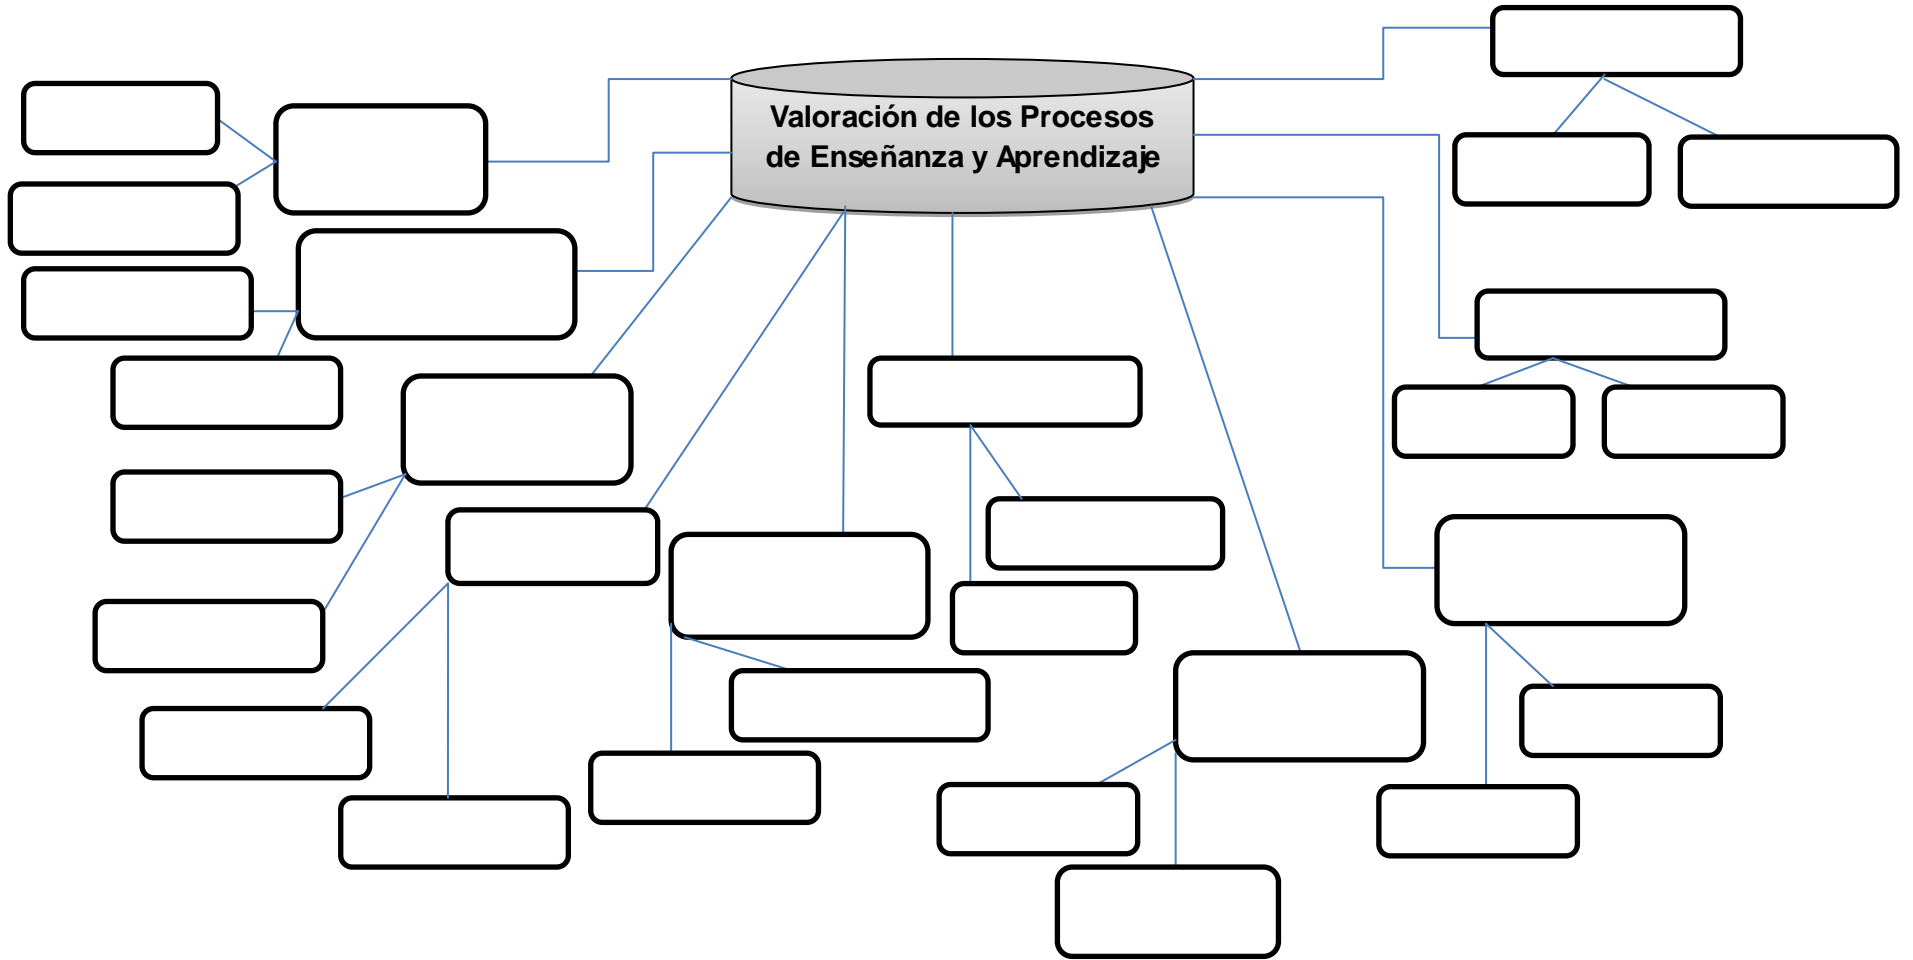 Valoración de los Procesos
de Enseñanza y Aprendizaje